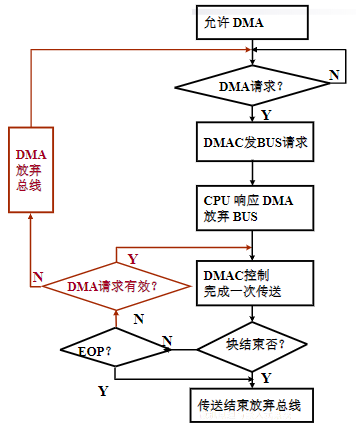 允许 DMA
N
DMA请求？
Y
DMAC发BUS请求
DMA
放弃
总线
CPU 响应 DMA
放弃 BUS
Y
DMAC控制
完成一次传送
N
DMA请求有效？
N
块结束否？
N
EOP？
Y
Y
传送结束放弃总线